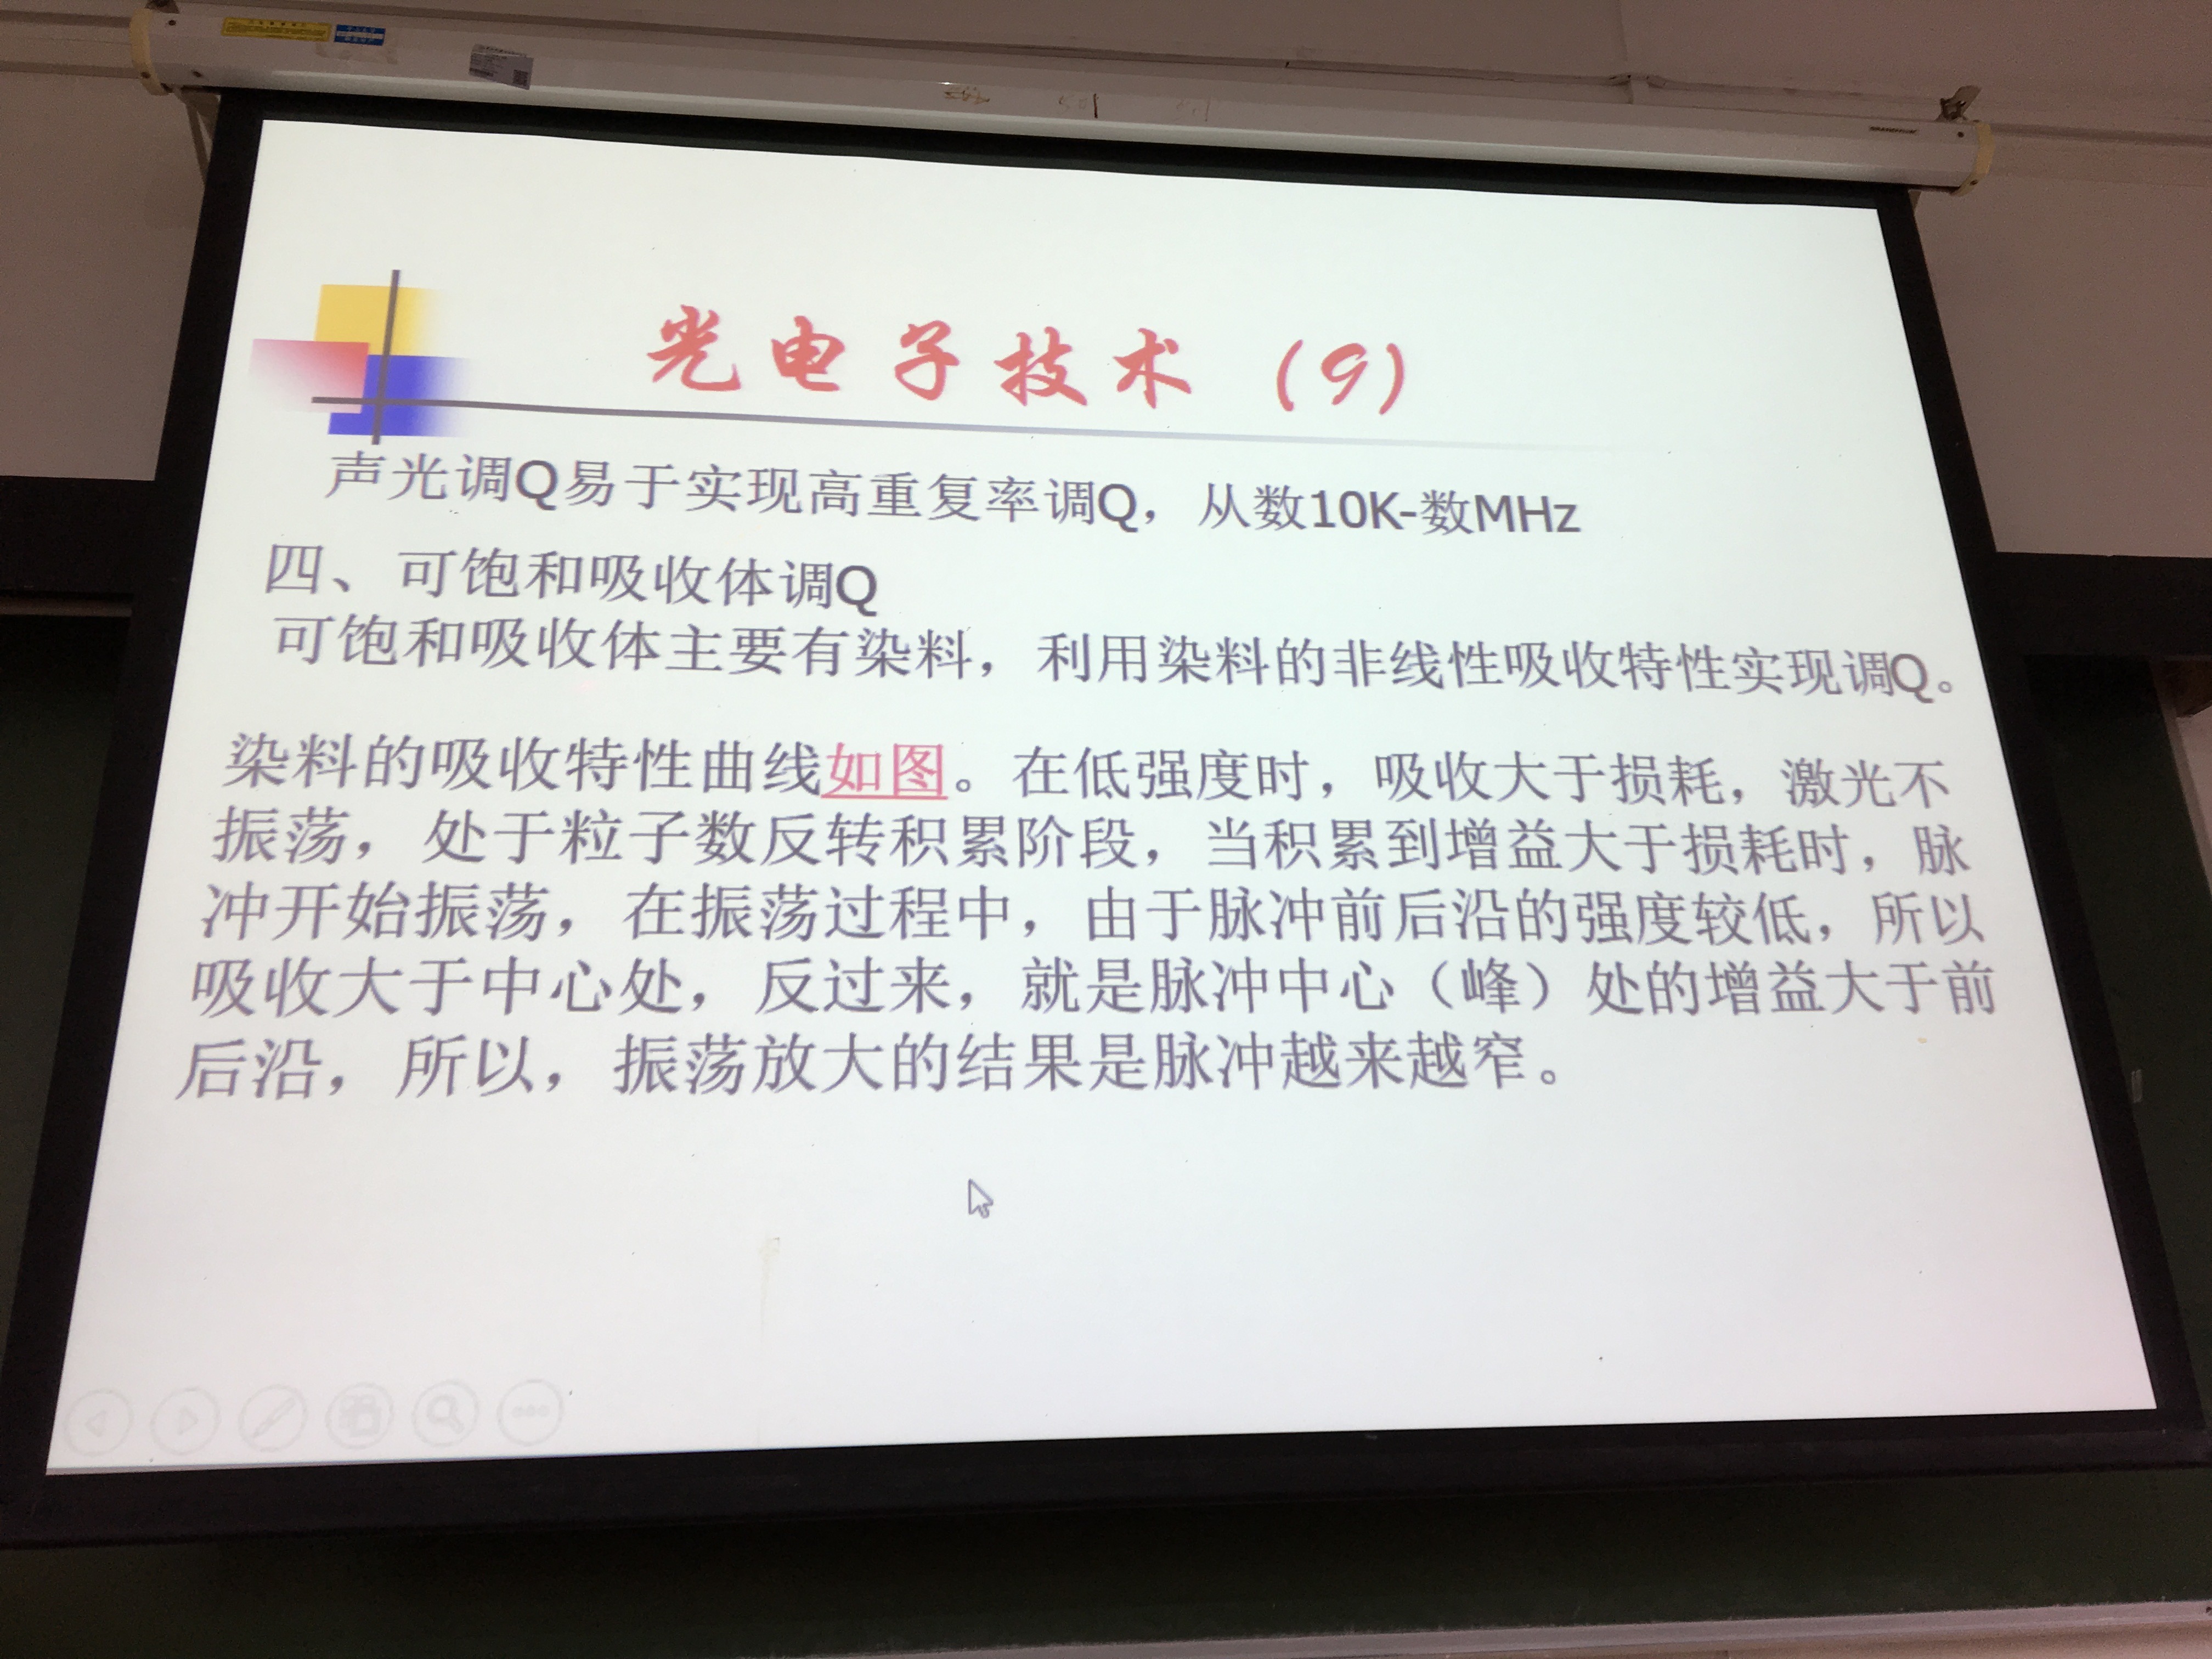 光电子技术（9）
声光调Q易于实现高重复率调Q，从数10K-数MHz
四、可饱和吸收体调Q
可饱和吸收体主要有染料，利用染料的非线性吸收特性实现调Q。
染料的吸收特性曲线如图。在低强度时，吸收大于损耗，激光不
振荡，处于粒子数反转积累阶段，当积累到增益大于损耗时，脉
冲开始振荡，在振荡过程中，由于脉冲前后沿的强度较低，所以
吸收大于中心处，反过来，就是脉冲中心（峰）处的增益大于前
后沿，所以，振荡放大的结果是脉冲越来越窄。